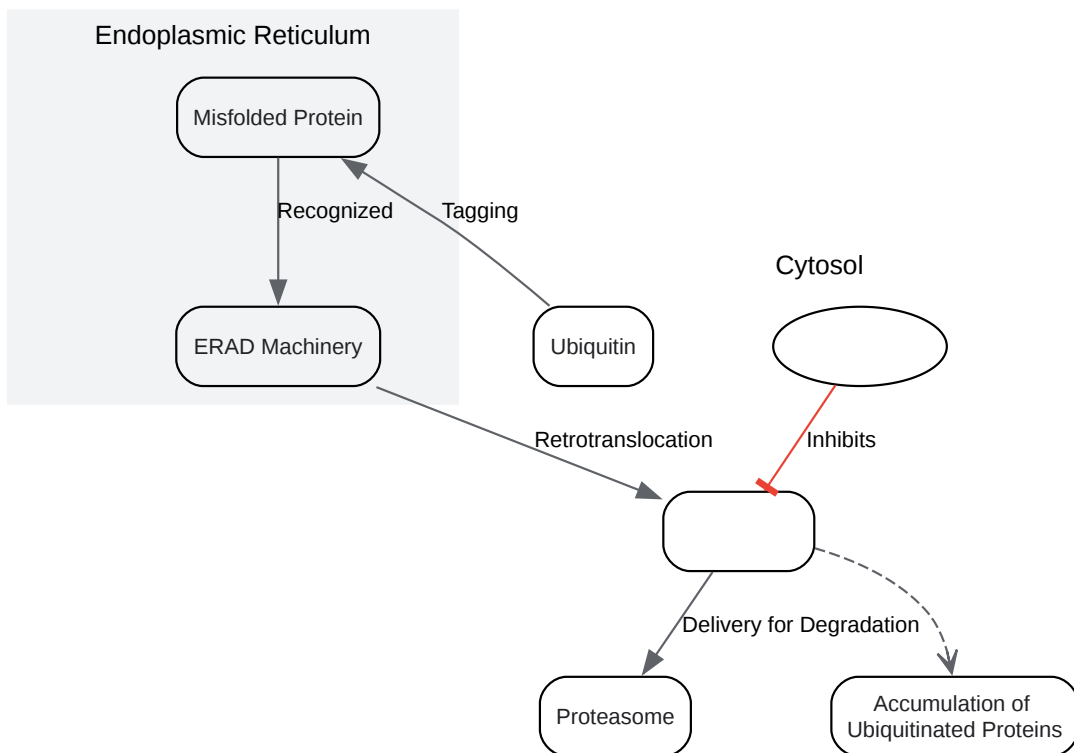 Endoplasmic Reticulum
Misfolded Protein
Recognized
Tagging
Cytosol
ERAD Machinery
Ubiquitin
Retrotranslocation
Inhibits
Delivery for Degradation
Proteasome
Accumulation of
Ubiquitinated Proteins